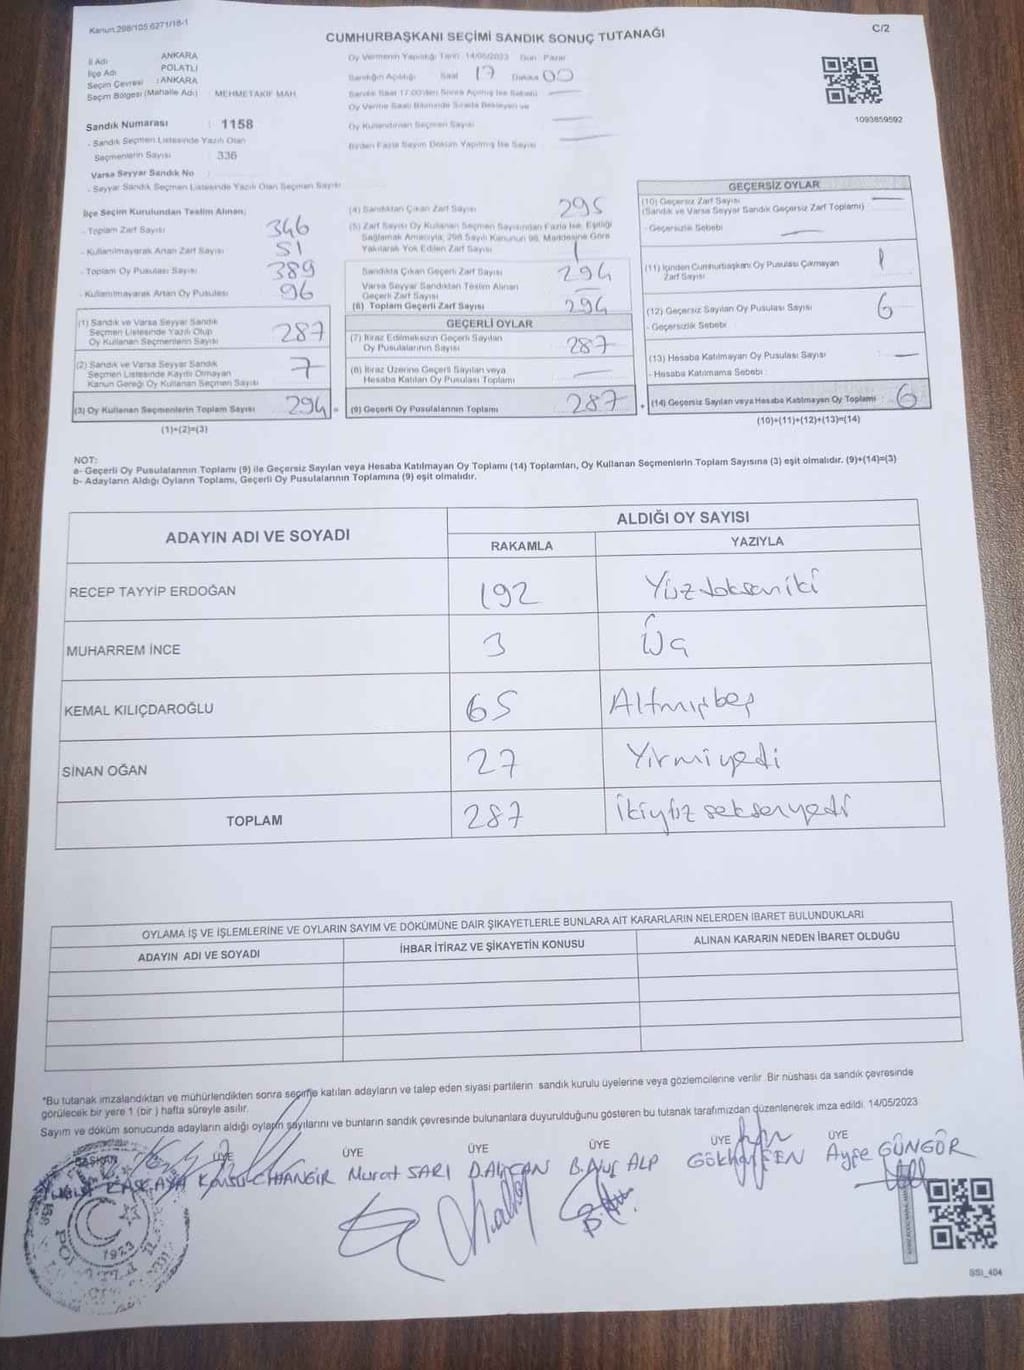 Kanun:298/105,6271/18-1
CUMHURBAŞKANI SEÇİMİ SANDIK SONUÇ TUTANAĞI
C/2
İl Adı ANKARA
İlçe Adı POLATLI
Seçim Çevresi : ANKARA
Seçim Bölgesi (Mahalle Adı) MEHMETAKİF MAH.
Oy Vermenin Yapıldığı Tarih 14/05/2023 Gün Pazar
Sandığın Açıldığı Saat 17 Dakika 00
Sandık Saat 17:00'den Sonra Açılmış İse Sebebi
Oy Verme Saati Bitiminde Sırada Bekleyen ve
Oy Kullandırılan Seçmen Sayısı
Birden Fazla Sayım Döküm Yapılmış İse Sayısı
1093859592
Sandık Numarası : 1158
- Sandık Seçmen Listesinde Yazılı Olan
Seçmenlerin Sayısı 336
Varsa Seyyar Sandık No
- Seyyar Sandık Seçmen Listesinde Yazılı Olan Seçmen Sayısı
İlçe Seçim Kurulundan Teslim Alınan;
- Toplam Zarf Sayısı 346
- Kullanılmayarak Artan Zarf Sayısı 51
- Toplam Oy Pusulası Sayısı 389
- Kullanılmayarak Artan Oy Pusulası 96
(1) Sandık ve Varsa Seyyar Sandık
Seçmen Listesinde Yazılı Olup
Oy Kullanan Seçmenlerin Sayısı 287
(2) Sandık ve Varsa Seyyar Sandık
Seçmen Listesinde Kayıtlı Olmayan
Kanun Gereği Oy Kullanan Seçmen Sayısı 7
(3) Oy Kullanan Seçmenlerin Toplam Sayısı 294 =
(1)+(2)=(3)
(4) Sandıktan Çıkan Zarf Sayısı 295
(5) Zarf Sayısı Oy Kullanan Seçmen Sayısından Fazla İse, Eşitliği
Sağlamak Amacıyla, 298 Sayılı Kanunun 98. Maddesine Göre
Yakılarak Yok Edilen Zarf Sayısı 1
Sandıkta Çıkan Geçerli Zarf Sayısı 294
Varsa Seyyar Sandıktan Teslim Alınan
Geçerli Zarf Sayısı
(6) Toplam Geçerli Zarf Sayısı 294
GEÇERLİ OYLAR
(7) İtiraz Edilmeksizin Geçerli Sayılan
Oy Pusulalarının Sayısı 287
(8) İtiraz Üzerine Geçerli Sayılan veya
Hesaba Katılan Oy Pusulası Toplamı
(9) Geçerli Oy Pusulalarının Toplamı 287 +
GEÇERSİZ OYLAR
(10) Geçersiz Zarf Sayısı
(Sandık ve Varsa Seyyar Sandık Geçersiz Zarf Toplamı)
- Geçersizlik Sebebi
(11) İçinden Cumhurbaşkanı Oy Pusulası Çıkmayan
Zarf Sayısı 1
(12) Geçersiz Sayılan Oy Pusulası Sayısı 6
- Geçersizlik Sebebi
(13) Hesaba Katılmayan Oy Pusulası Sayısı
- Hesaba Katılmama Sebebi
(14) Geçersiz Sayılan veya Hesaba Katılmayan Oy Toplamı : 6
(10)+(11)+(12)+(13)=(14)
NOT:
a- Geçerli Oy Pusulalarının Toplamı (9) ile Geçersiz Sayılan veya Hesaba Katılmayan Oy Toplamı (14) Toplamları, Oy Kullanan Seçmenlerin Toplam Sayısına (3) eşit olmalıdır. (9)+(14)=(3)
b- Adayların Aldığı Oyların Toplamı, Geçerli Oy Pusulalarının Toplamına (9) eşit olmalıdır.
ADAYIN ADI VE SOYADI
ALDIĞI OY SAYISI
RAKAMLA YAZIYLA
RECEP TAYYİP ERDOĞAN 192 Yüzdoksaniki
MUHARREM İNCE 3 Üç
KEMAL KILIÇDAROĞLU 65 Altmışbeş
SİNAN OĞAN 27 Yirmiyedi
TOPLAM 287 İkiyüz seksenyedi
OYLAMA İŞ VE İŞLEMLERİNE VE OYLARIN SAYIM VE DÖKÜMÜNE DAİR ŞİKAYETLERLE BUNLARA AİT KARARLARIN NELERDEN İBARET BULUNDUKLARI
ADAYIN ADI VE SOYADI İHBAR İTİRAZ VE ŞİKAYETİN KONUSU ALINAN KARARIN NEDEN İBARET OLDUĞU
*Bu tutanak imzalandıktan ve mühürlendikten sonra seçime katılan adayların ve talep eden siyasi partilerin sandık kurulu üyelerine veya gözlemcilerine verilir. Bir nüshası da sandık çevresinde
görülecek bir yere 1 (bir) hafta süreyle asılır.
Sayım ve döküm sonucunda adayların aldığı oyların sayılarını ve bunların sandık çevresinde bulunanlara duyurulduğunu gösteren bu tutanak tarafımızdan düzenlenerek imza edildi. 14/05/2023
BAŞKAN ÜYE ÜYE ÜYE ÜYE ÜYE ÜYE
CİHANGİR Murat SARI D.ALİCAN B. Alus ALP Gökhan ŞEN Ayşe GÜNGÖR
1923
SSİ_404